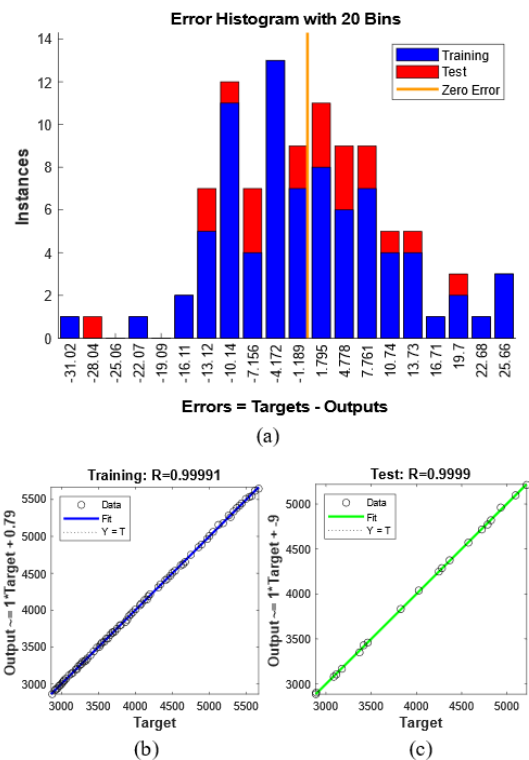 Error Histogram with 20 Bins
14
12
10
8
6
4
2
0
Instances
Training
Test
Zero Error
-31.02
-28.04
-25.06
-22.07
-19.09
-16.11
-13.12
-10.14
-7.156
-4.172
-1.189
1.795
4.778
7.761
10.74
13.73
16.71
19.7
22.68
25.66
Errors = Targets - Outputs
(a)
Training: R=0.99991
Output ~= 1*Target + 0.79
5500
5000
4500
4000
3500
3000
Data
Fit
Y = T
3000 3500 4000 4500 5000 5500
Target
(b)
Test: R=0.9999
Output ~= 1*Target + -9
5000
4500
4000
3500
3000
Data
Fit
Y = T
3000 3500 4000 4500 5000
Target
(c)